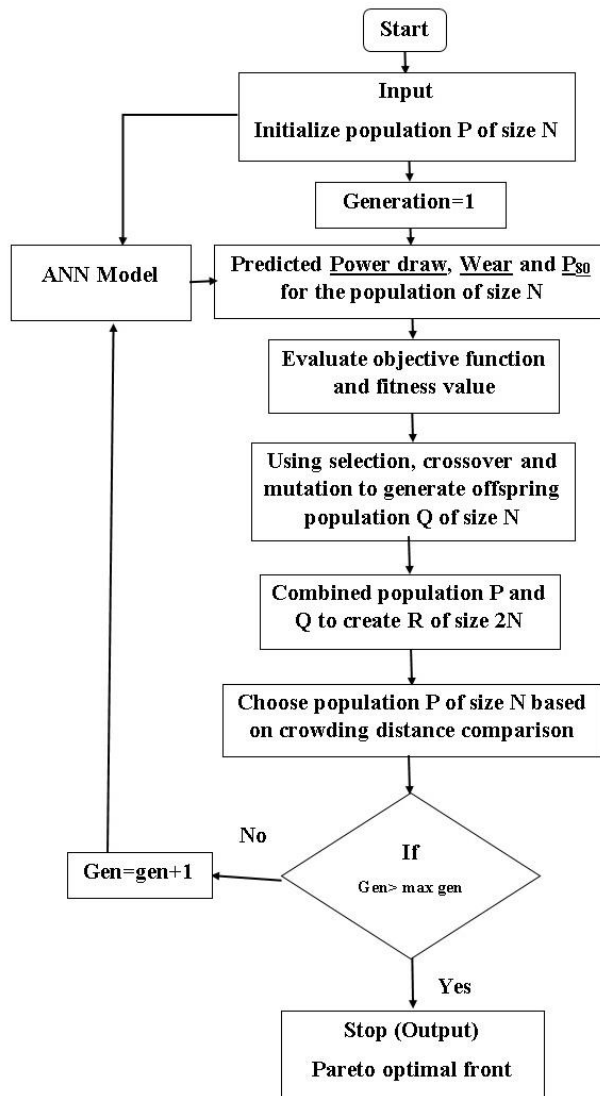 Start
Input
Initialize population P of size N
Generation=1
ANN Model
Predicted Power draw, Wear and P80
for the population of size N
Evaluate objective function
and fitness value
Using selection, crossover and
mutation to generate offspring
population Q of size N
Combined population P and
Q to create R of size 2N
Choose population P of size N based
on crowding distance comparison
No
If
Gen> max gen
Gen=gen+1
Yes
Stop (Output)
Pareto optimal front